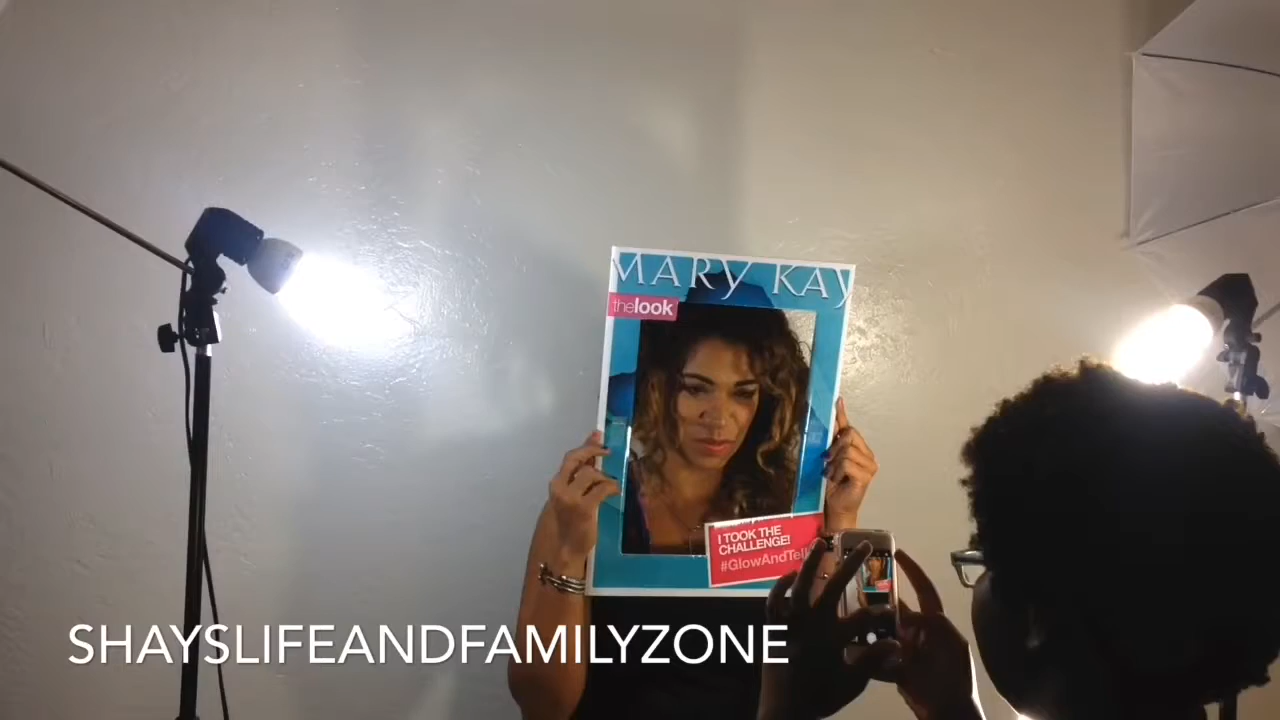 MARY KAY
thelook
I TOOK THE
CHALLENGE!
#GlowAndTell
SHAYSLIFEANDFAMILYZONE